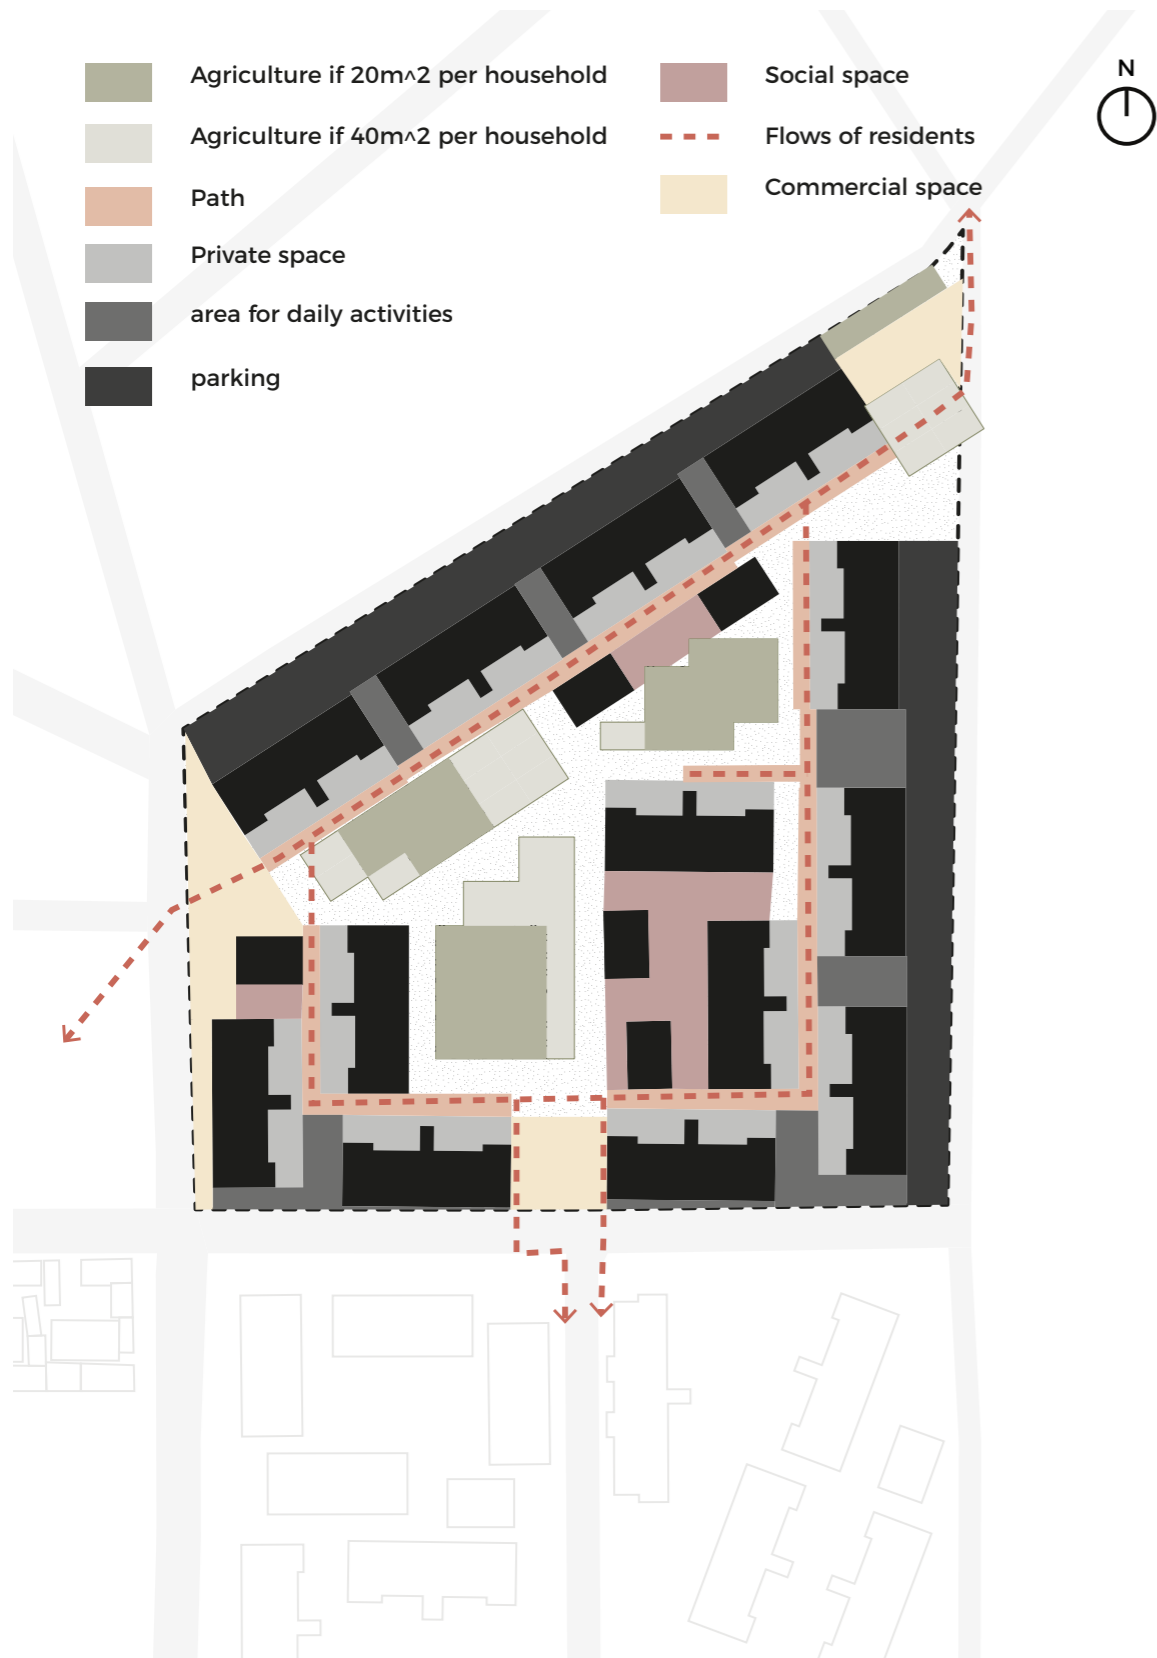 Agriculture if 20m^2 per household
Agriculture if 40m^2 per household
Path
Private space
area for daily activities
parking
Social space
Flows of residents
Commercial space
N